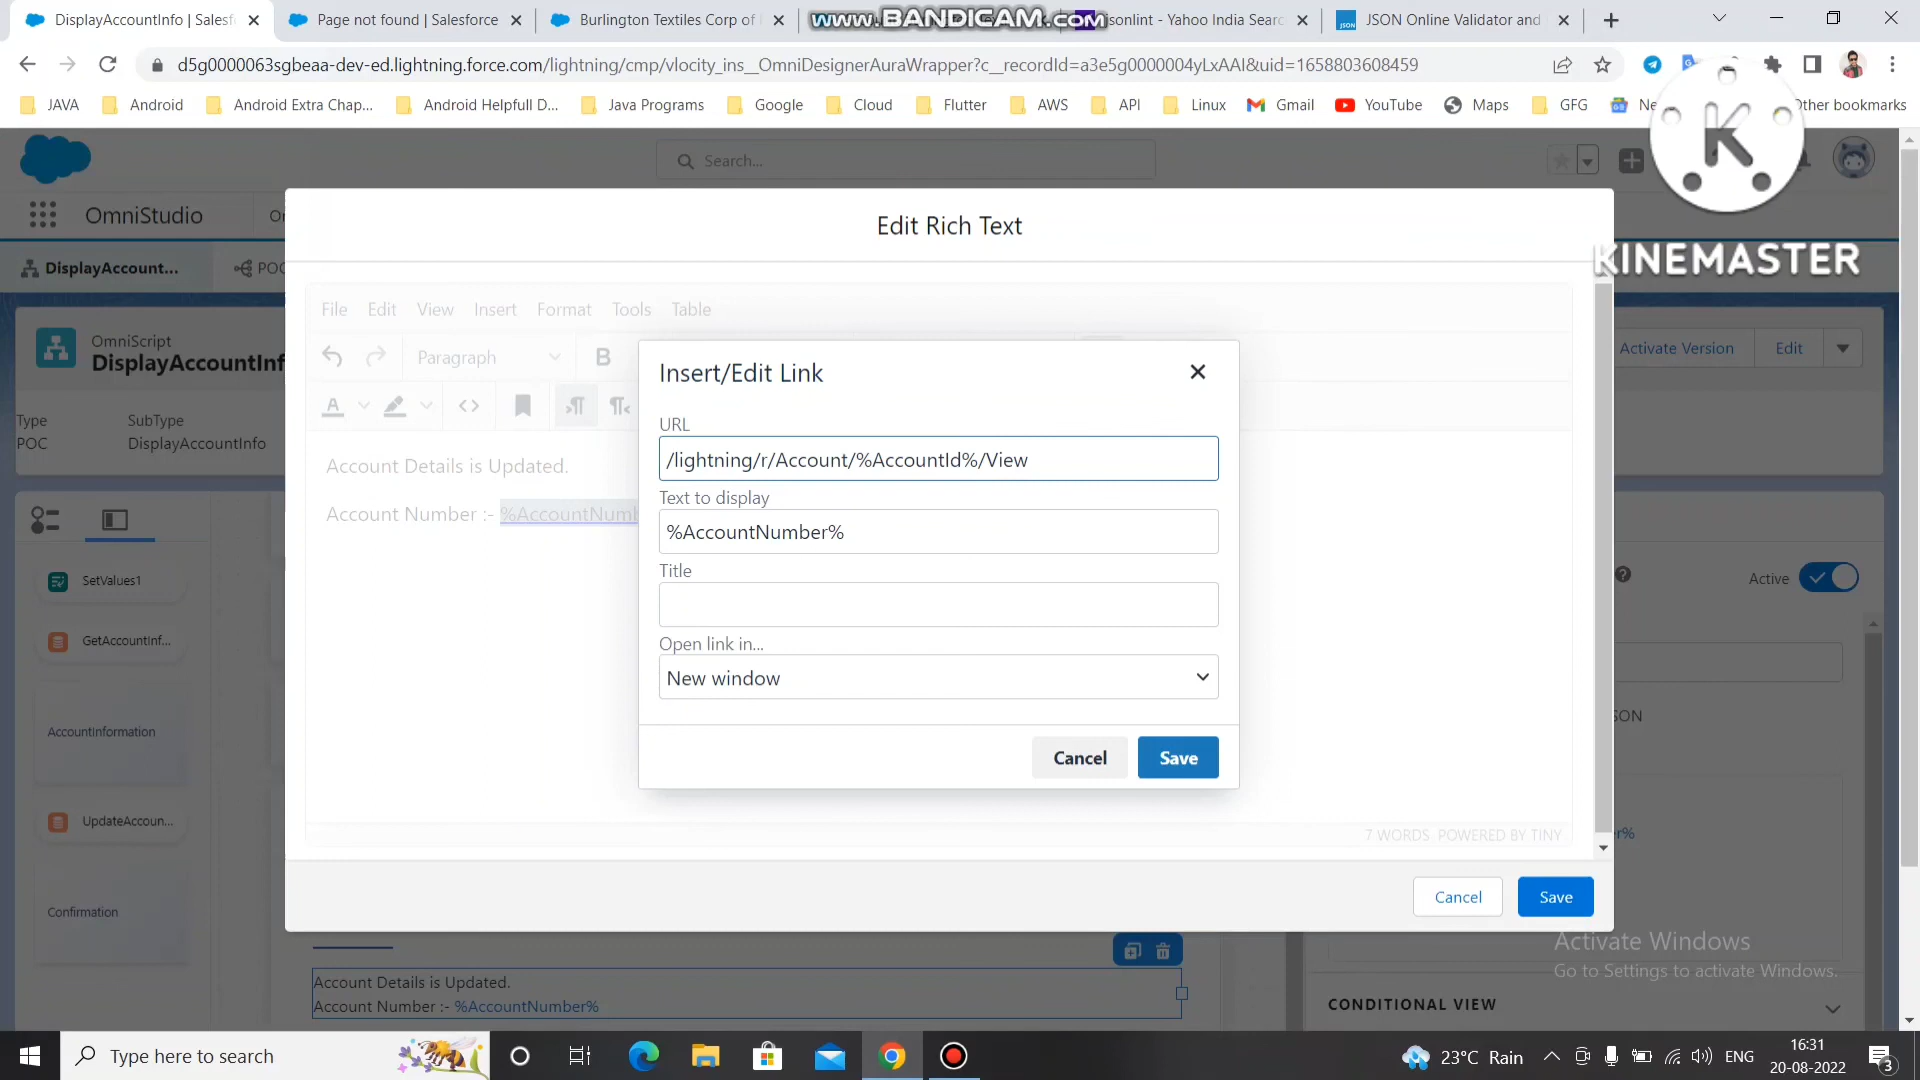 DisplayAccountInfo | Salesf
Page not found | Salesforce
Burlington Textiles Corp of
www.BANDICAM.com
jsonlint - Yahoo India Searc
JSON Online Validator and
d5g0000063sgbeaa-dev-ed.lightning.force.com/lightning/cmp/vlocity_ins__OmniDesignerAuraWrapper?c__recordId=a3e5g0000004yLxAAI&uid=1658803608459
JAVA
Android
Android Extra Chap...
Android Helpfull D...
Java Programs
Google
Cloud
Flutter
AWS
API
Linux
Gmail
YouTube
Maps
GFG
Ne
Other bookmarks
Search...
K
KINEMASTER
OmniStudio
Edit Rich Text
DisplayAccount...
POC
File Edit View Insert Format Tools Table
OmniScript
DisplayAccountInf
Activate Version
Edit
Paragraph
B
Insert/Edit Link
Type
SubType
POC
DisplayAccountInfo
URL
/lightning/r/Account/%AccountId%/View
Account Details is Updated.
Text to display
Account Number :- %AccountNumb
%AccountNumber%
Title
SetValues1
Active
GetAccountInf...
Open link in...
New window
AccountInformation
SON
Cancel
Save
UpdateAccoun...
7 WORDS POWERED BY TINY
r%
Cancel
Save
Confirmation
Activate Windows
Go to Settings to activate Windows.
Account Details is Updated.
Account Number :- %AccountNumber%
CONDITIONAL VIEW
Type here to search
23°C Rain
ENG
16:31
20-08-2022
3